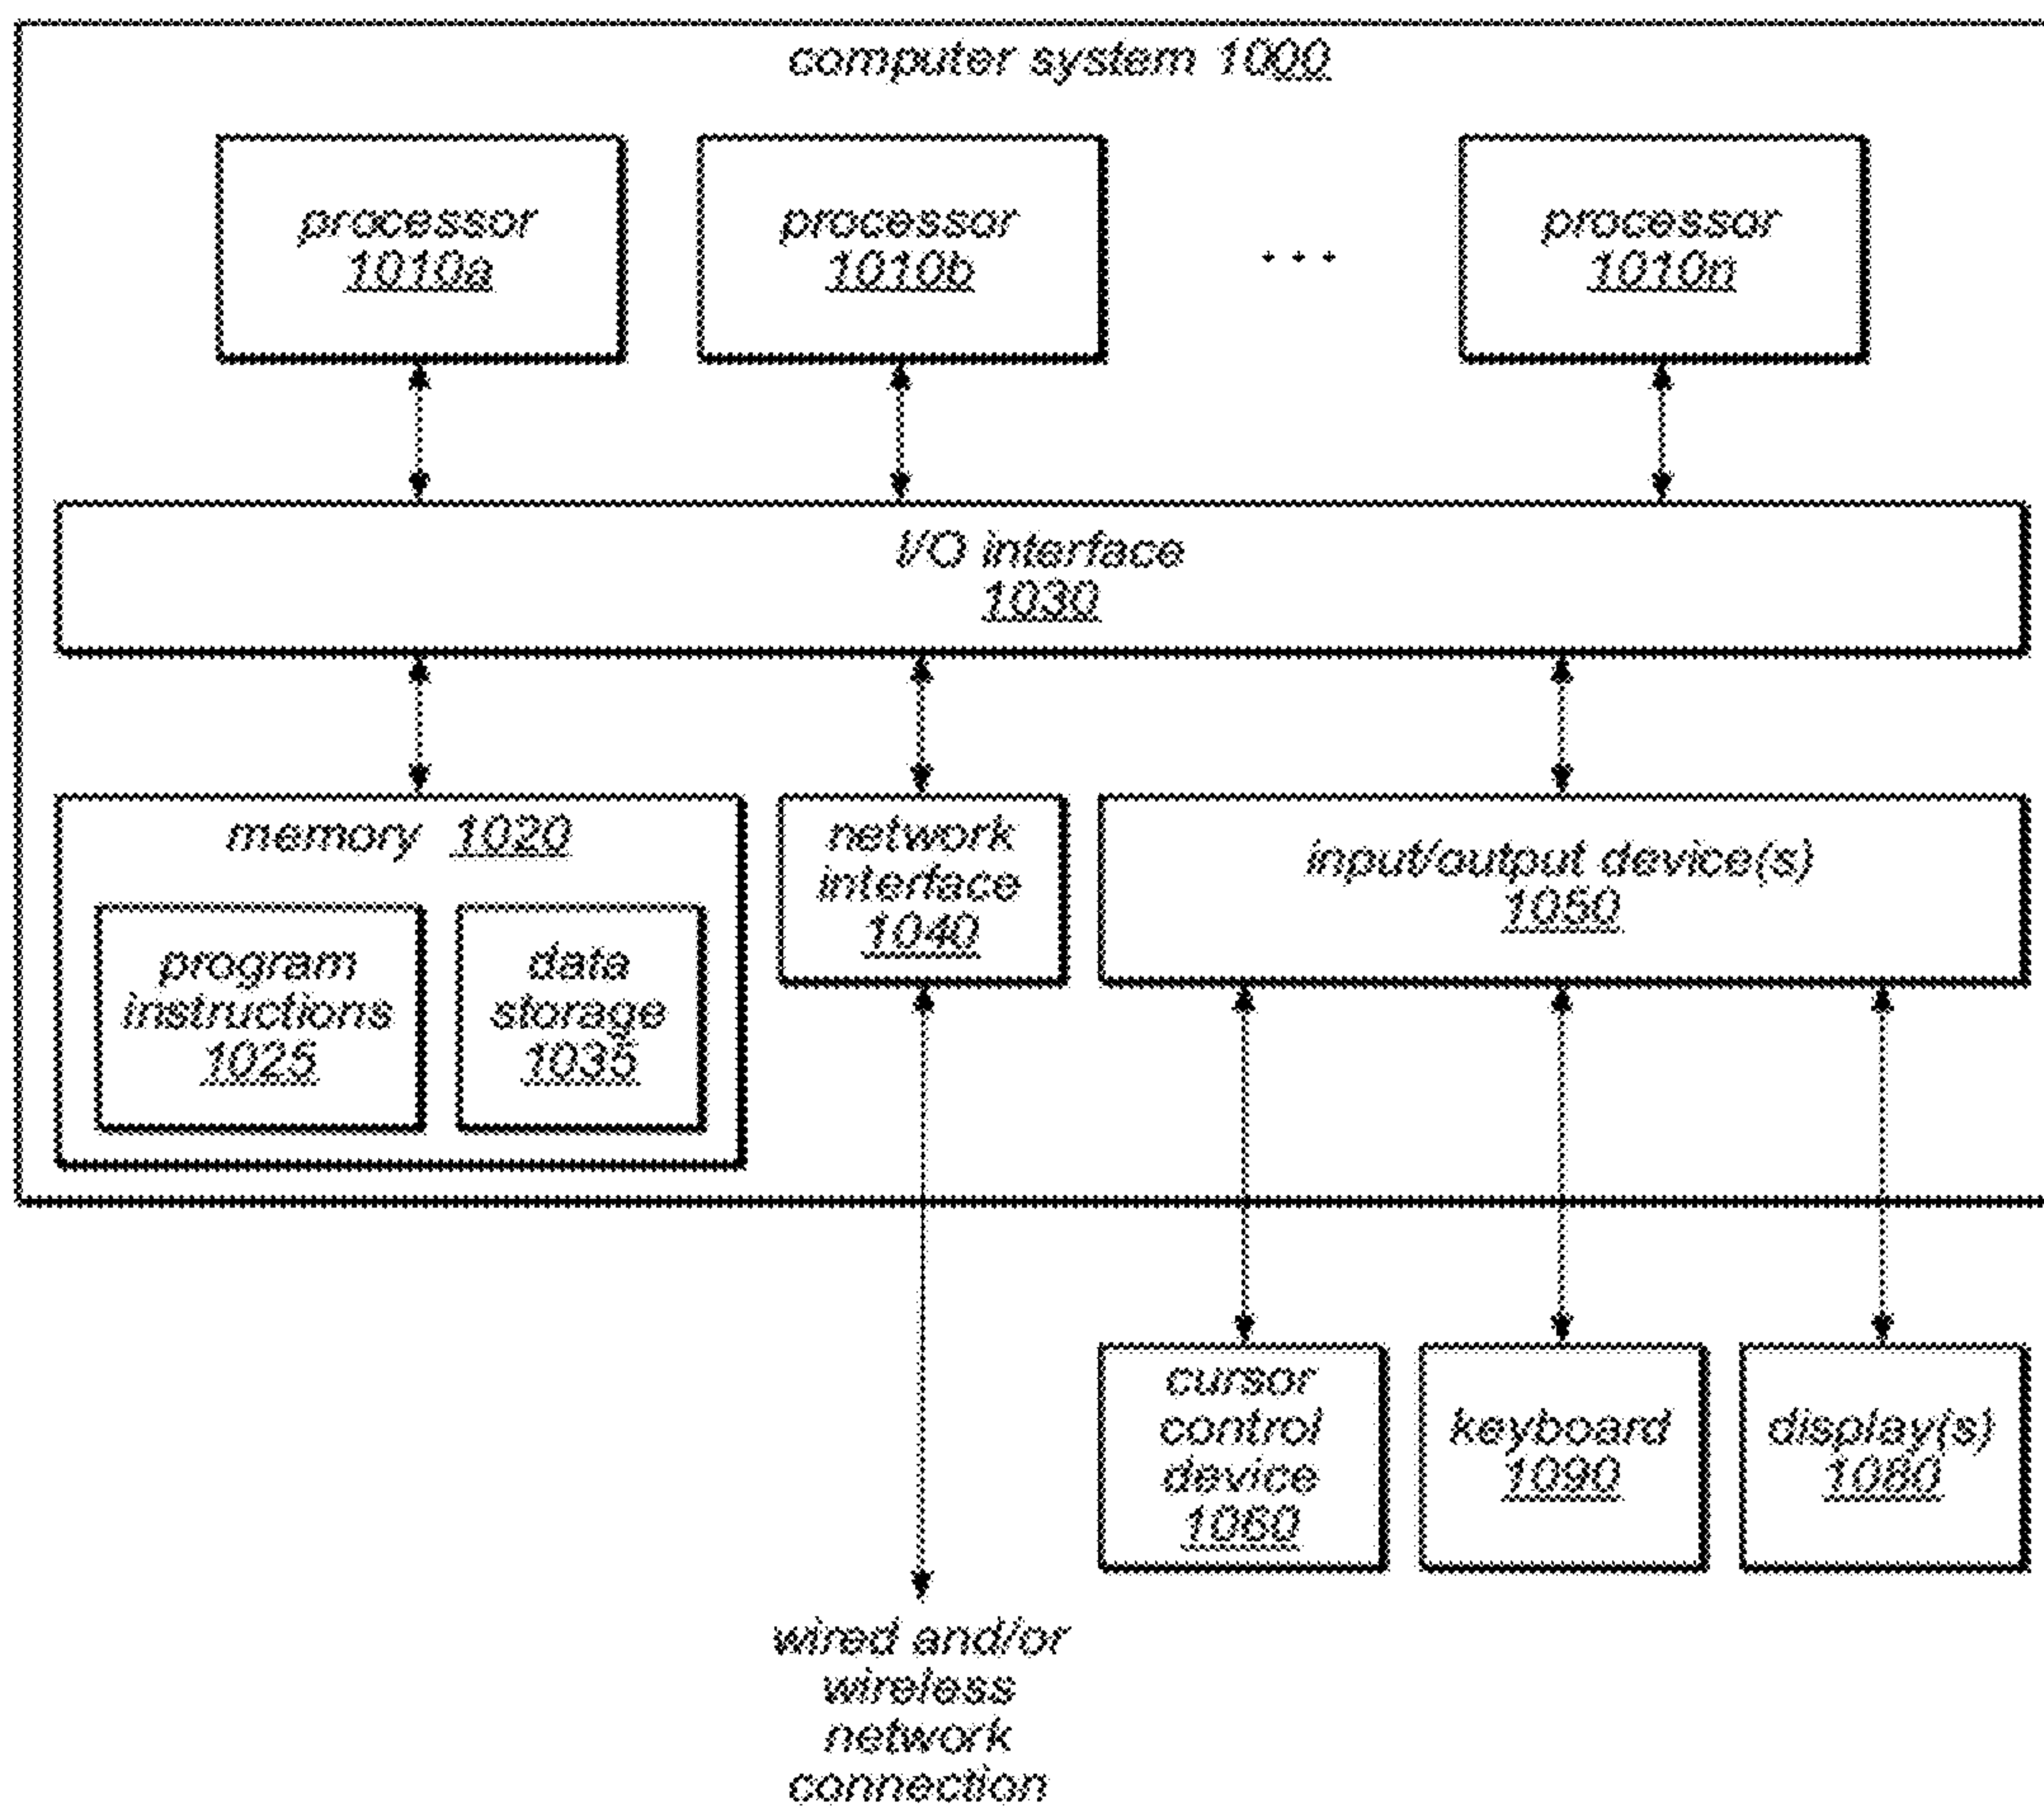 computer system 1000
processor
1010a
processor
1010b
. . .
processor
1010n
I/O interface
1030
memory 1020
program
instructions
1025
data
storage
1035
network
interface
1040
input/output device(s)
1050
cursor
control
device
1060
keyboard
1090
display(s)
1080
wired and/or
wireless
network
connection